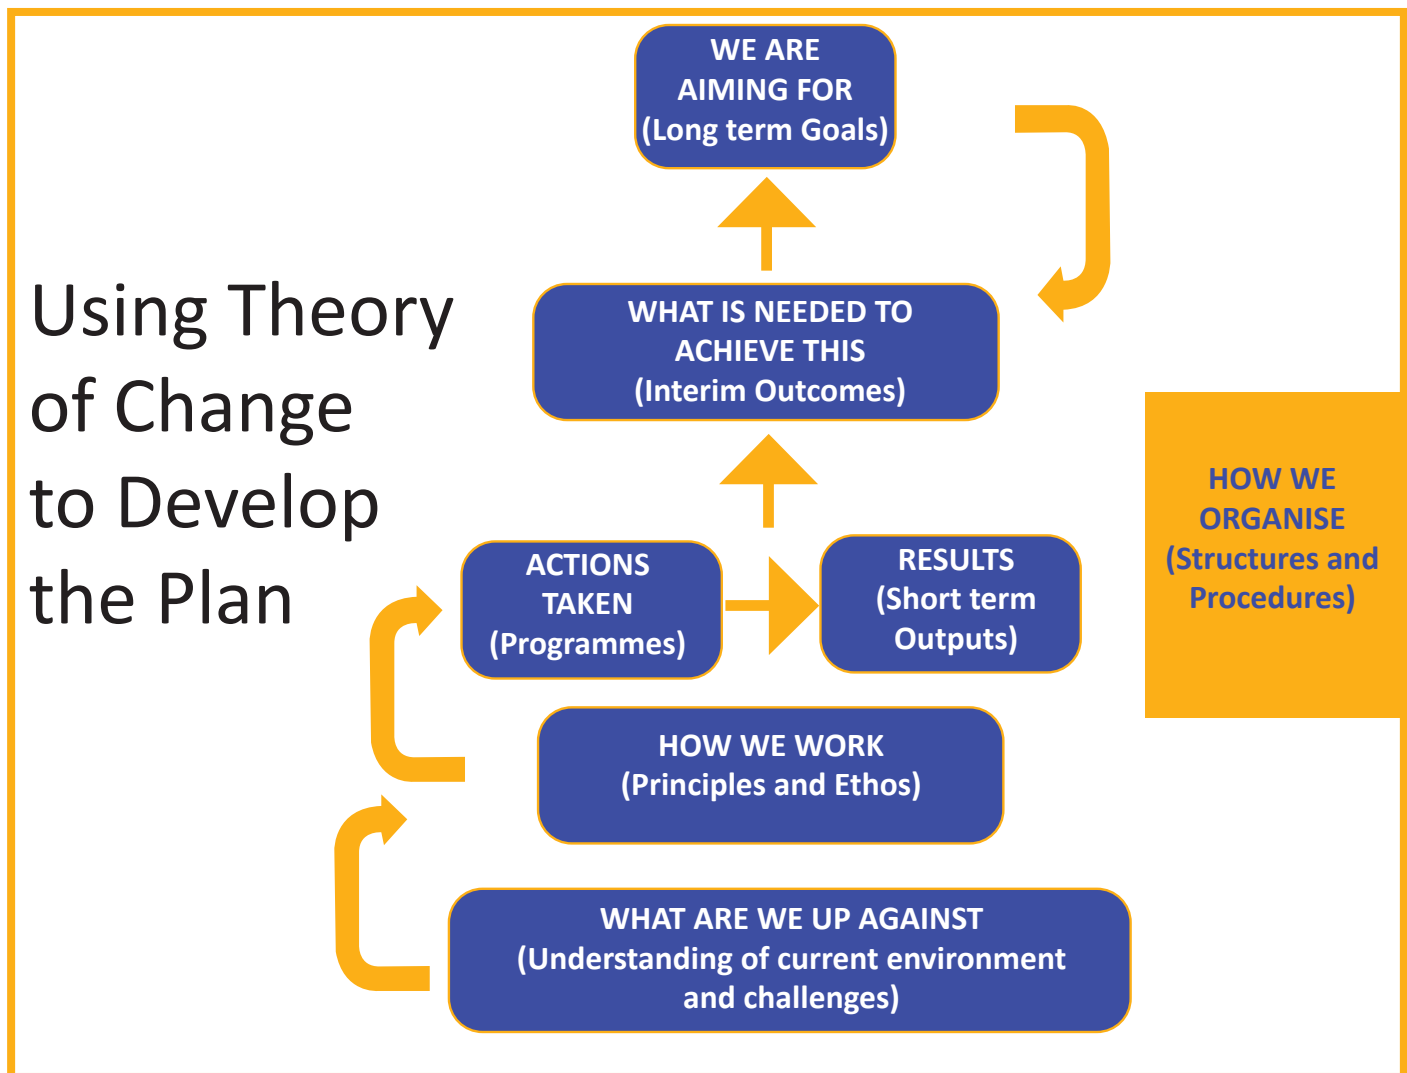 WE ARE
AIMING FOR
(Long term Goals)
Using Theory
of Change
to Develop
the Plan
WHAT IS NEEDED TO
ACHIEVE THIS
(Interim Outcomes)
HOW WE
ORGANISE
(Structures and
Procedures)
ACTIONS
TAKEN
(Programmes)
RESULTS
(Short term
Outputs)
HOW WE WORK
(Principles and Ethos)
WHAT ARE WE UP AGAINST
(Understanding of current environment
and challenges)